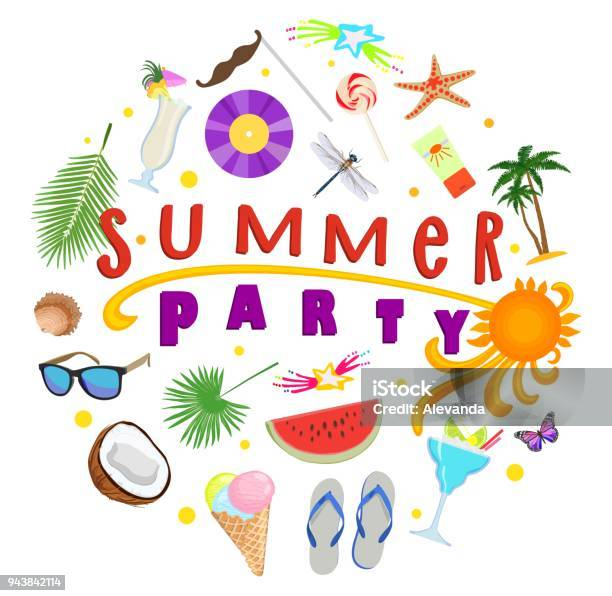 SUMMER
PARTY
iStock
Credit: Alevanda
943842114